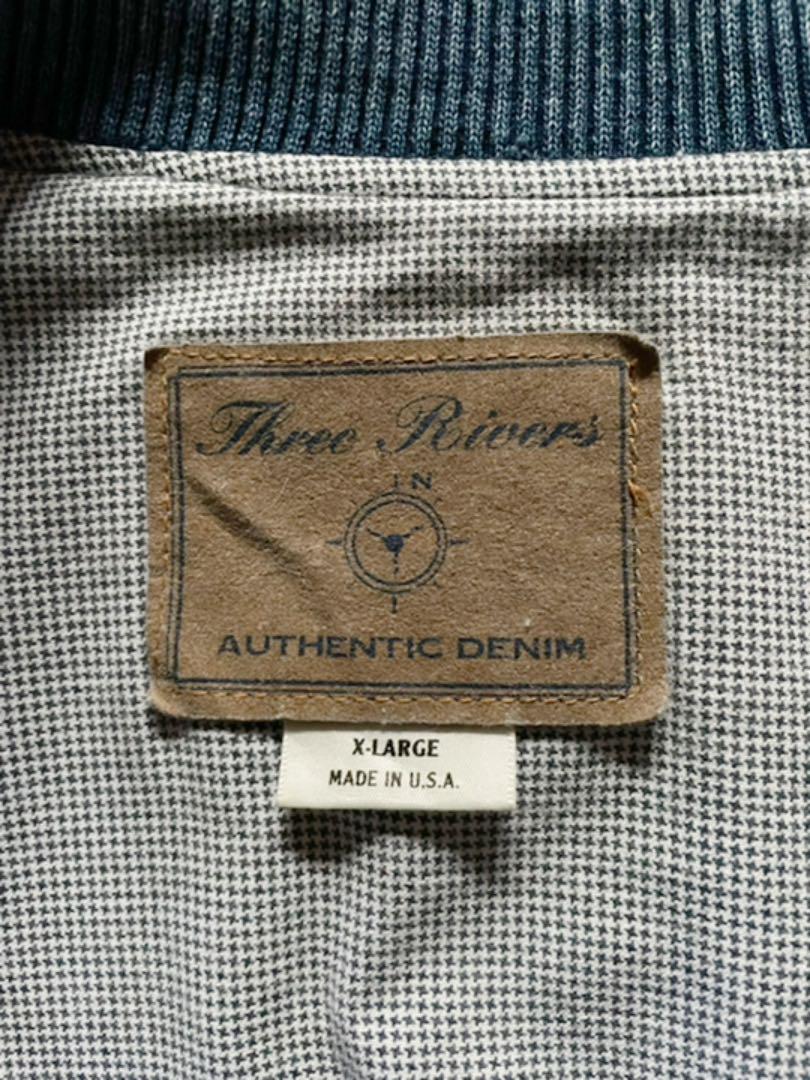 Three Rivers
N
AUTHENTIC DENIM
X-LARGE
MADE IN U.S.A.